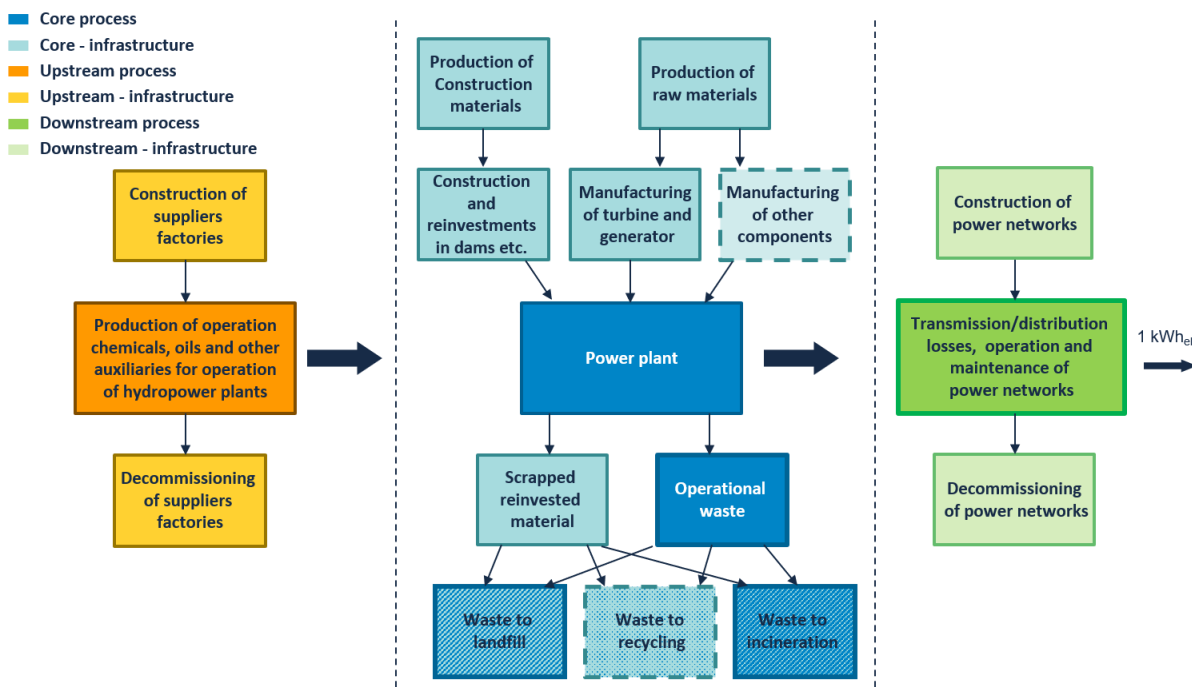 Core process
Core - infrastructure
Upstream process
Upstream - infrastructure
Downstream process
Downstream - infrastructure
Construction of
suppliers
factories
Production of operation
chemicals, oils and other
auxiliaries for operation
of hydropower plants
Decommissioning
of suppliers
factories
Production of
Construction
materials
Production of
raw materials
Construction
and
reinvestments
in dams etc.
Manufacturing
of turbine and
generator
Manufacturing
of other
components
Power plant
Scrapped
reinvested
material
Operational
waste
Waste to
landfill
Waste to
recycling
Waste to
incineration
Construction of
power networks
Transmission/distribution
losses, operation and
maintenance of
power networks
Decommissioning
of power networks
1 kWhel